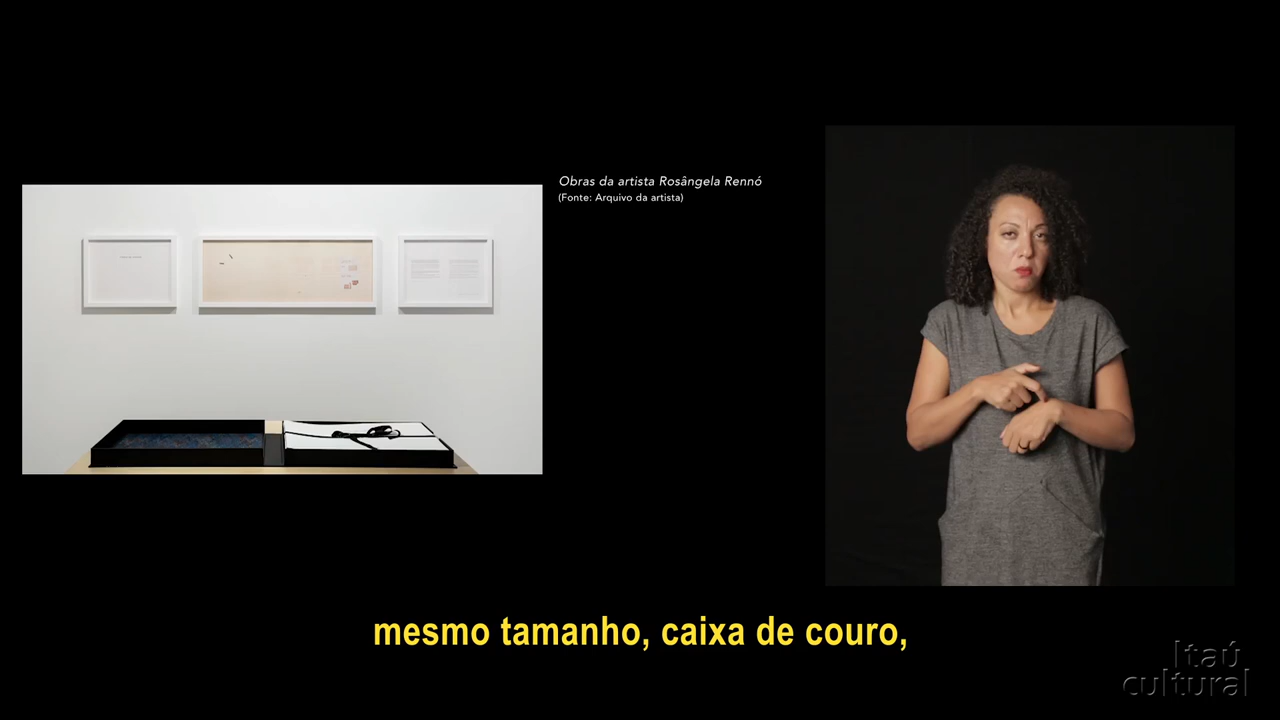 Obras da artista Rosângela Rennó
(Fonte: Arquivo da artista)
mesmo tamanho, caixa de couro,
Itaú
cultural